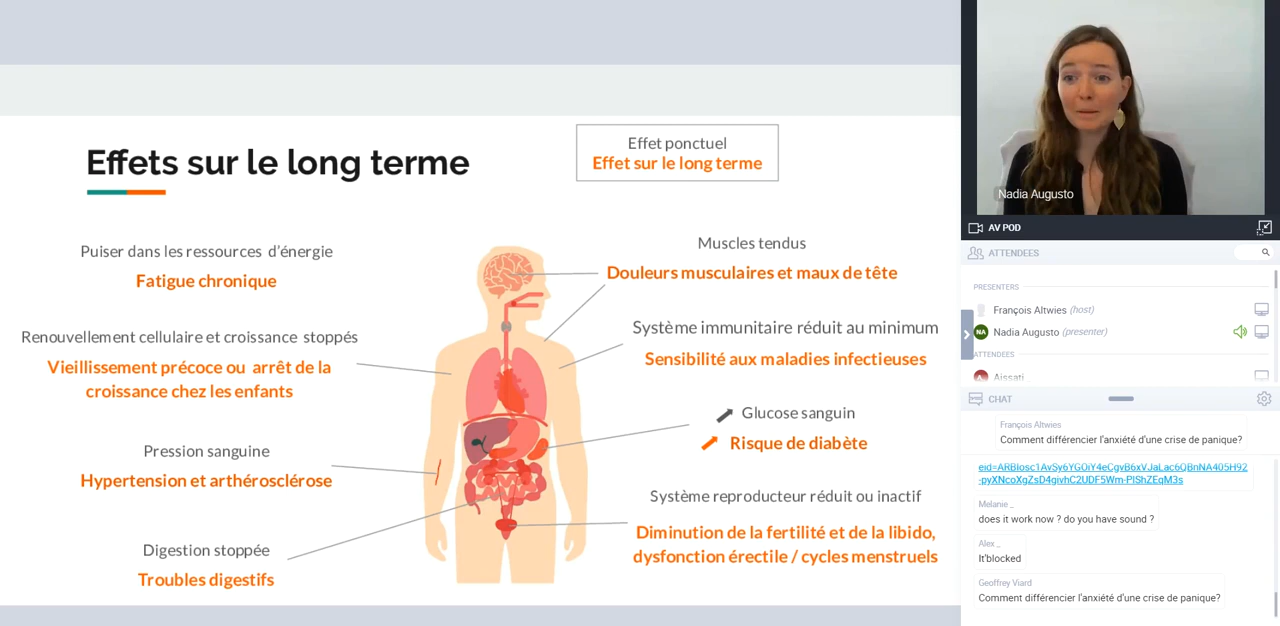 Effets sur le long terme
Effet ponctuel
Effet sur le long terme
Puiser dans les ressources d'énergie
Fatigue chronique
Renouvellement cellulaire et croissance stoppés
Vieillissement précoce ou arrêt de la
croissance chez les enfants
Pression sanguine
Hypertension et arthérosclérose
Digestion stoppée
Troubles digestifs
Muscles tendus
Douleurs musculaires et maux de tête
Système immunitaire réduit au minimum
Sensibilité aux maladies infectieuses
Glucose sanguin
Risque de diabète
Système reproducteur réduit ou inactif
Diminution de la fertilité et de la libido,
dysfonction érectile / cycles menstruels
Nadia Augusto
AV POD
ATTENDEES
PRESENTERS
François Altwies (host)
NA Nadia Augusto (presenter)
ATTENDEES
Aissati
CHAT
François Altwies
Comment différencier l'anxiété d'une crise de panique?
Melanie _
does it work now ? do you have sound ?
Alex _
It'blocked
Geoffrey Viard
Comment différencier l'anxiété d'une crise de panique?